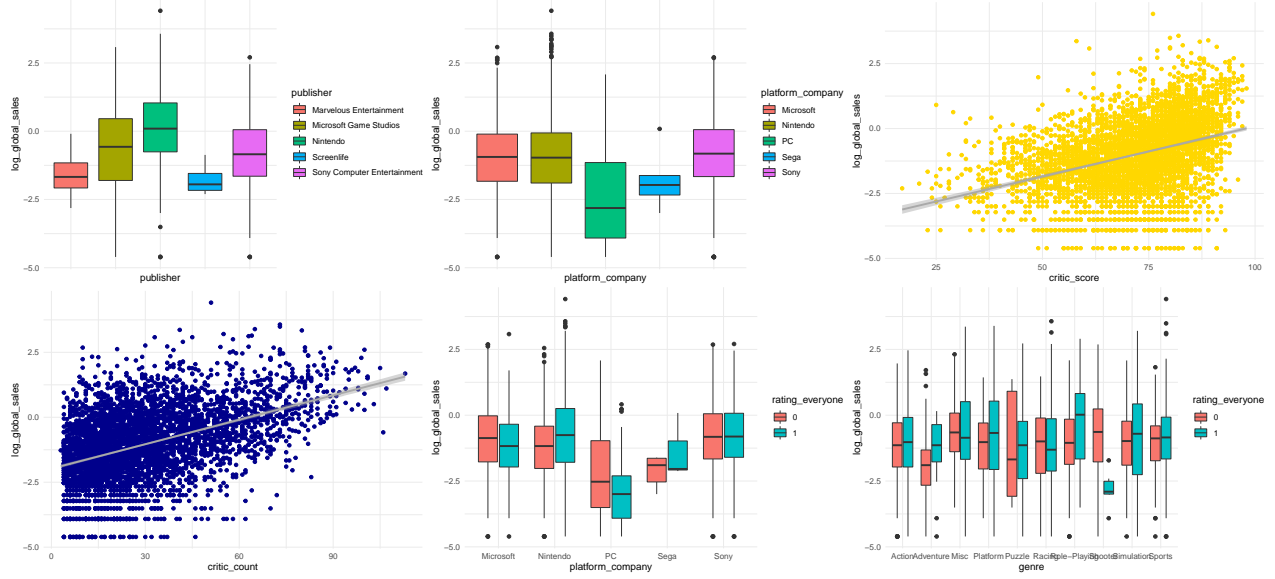 log_global_sales
2.5
0.0
−2.5
−5.0
publisher
publisher
Marvelous Entertainment
Microsoft Game Studios
Nintendo
Screenlife
Sony Computer Entertainment
log_global_sales
2.5
0.0
−2.5
−5.0
platform_company
platform_company
Microsoft
Nintendo
PC
Sega
Sony
log_global_sales
2.5
0.0
−2.5
−5.0
25 50 75 100
critic_score
log_global_sales
2.5
0.0
−2.5
−5.0
0 30 60 90
critic_count
log_global_sales
2.5
0.0
−2.5
−5.0
Microsoft Nintendo PC Sega Sony
platform_company
rating_everyone
0
1
log_global_sales
2.5
0.0
−2.5
−5.0
Action Adventure Misc Platform Puzzle Racing Role−Playing Shooter Simulation Sports
genre
rating_everyone
0
1